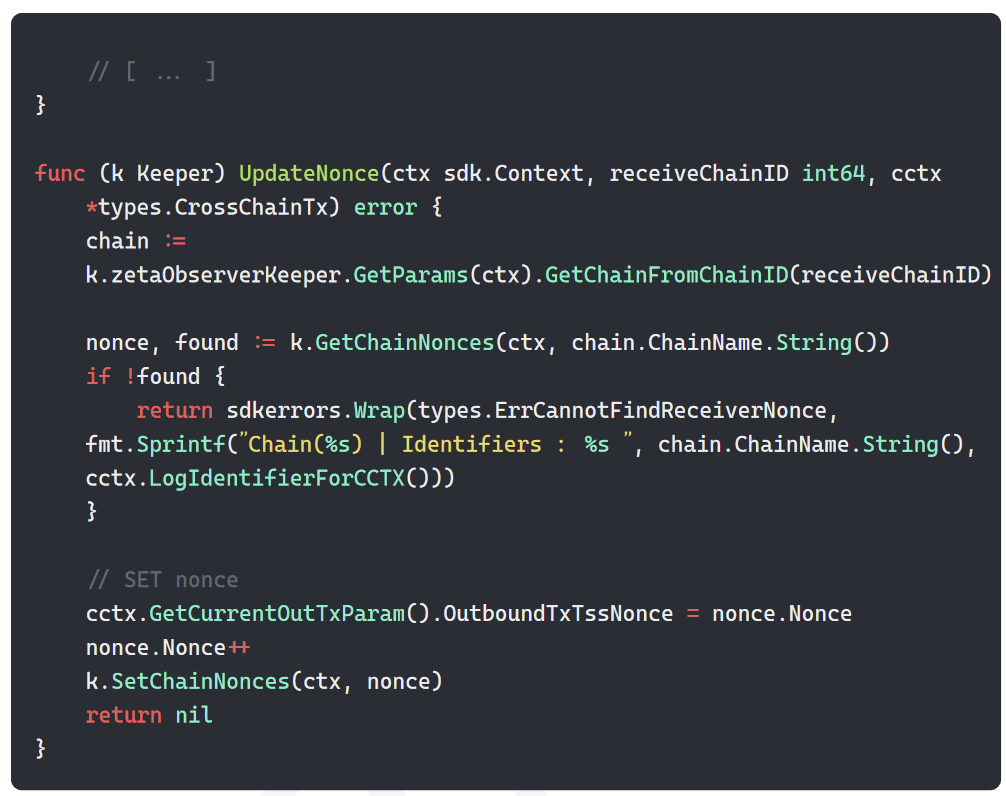 // [ ... ]
}
func (k Keeper) UpdateNonce(ctx sdk.Context, receiveChainID int64, cctx
*types.CrossChainTx) error {
chain :=
k.zetaObserverKeeper.GetParams(ctx).GetChainFromChainID(receiveChainID)
nonce, found := k.GetChainNonces(ctx, chain.ChainName.String())
if !found {
return sdkerrors.Wrap(types.ErrCannotFindReceiverNonce,
fmt.Sprintf("Chain(%s) | Identifiers : %s ", chain.ChainName.String(),
cctx.LogIdentifierForCCTX()))
}
// SET nonce
cctx.GetCurrentOutTxParam().OutboundTxTssNonce = nonce.Nonce
nonce.Nonce++
k.SetChainNonces(ctx, nonce)
return nil
}